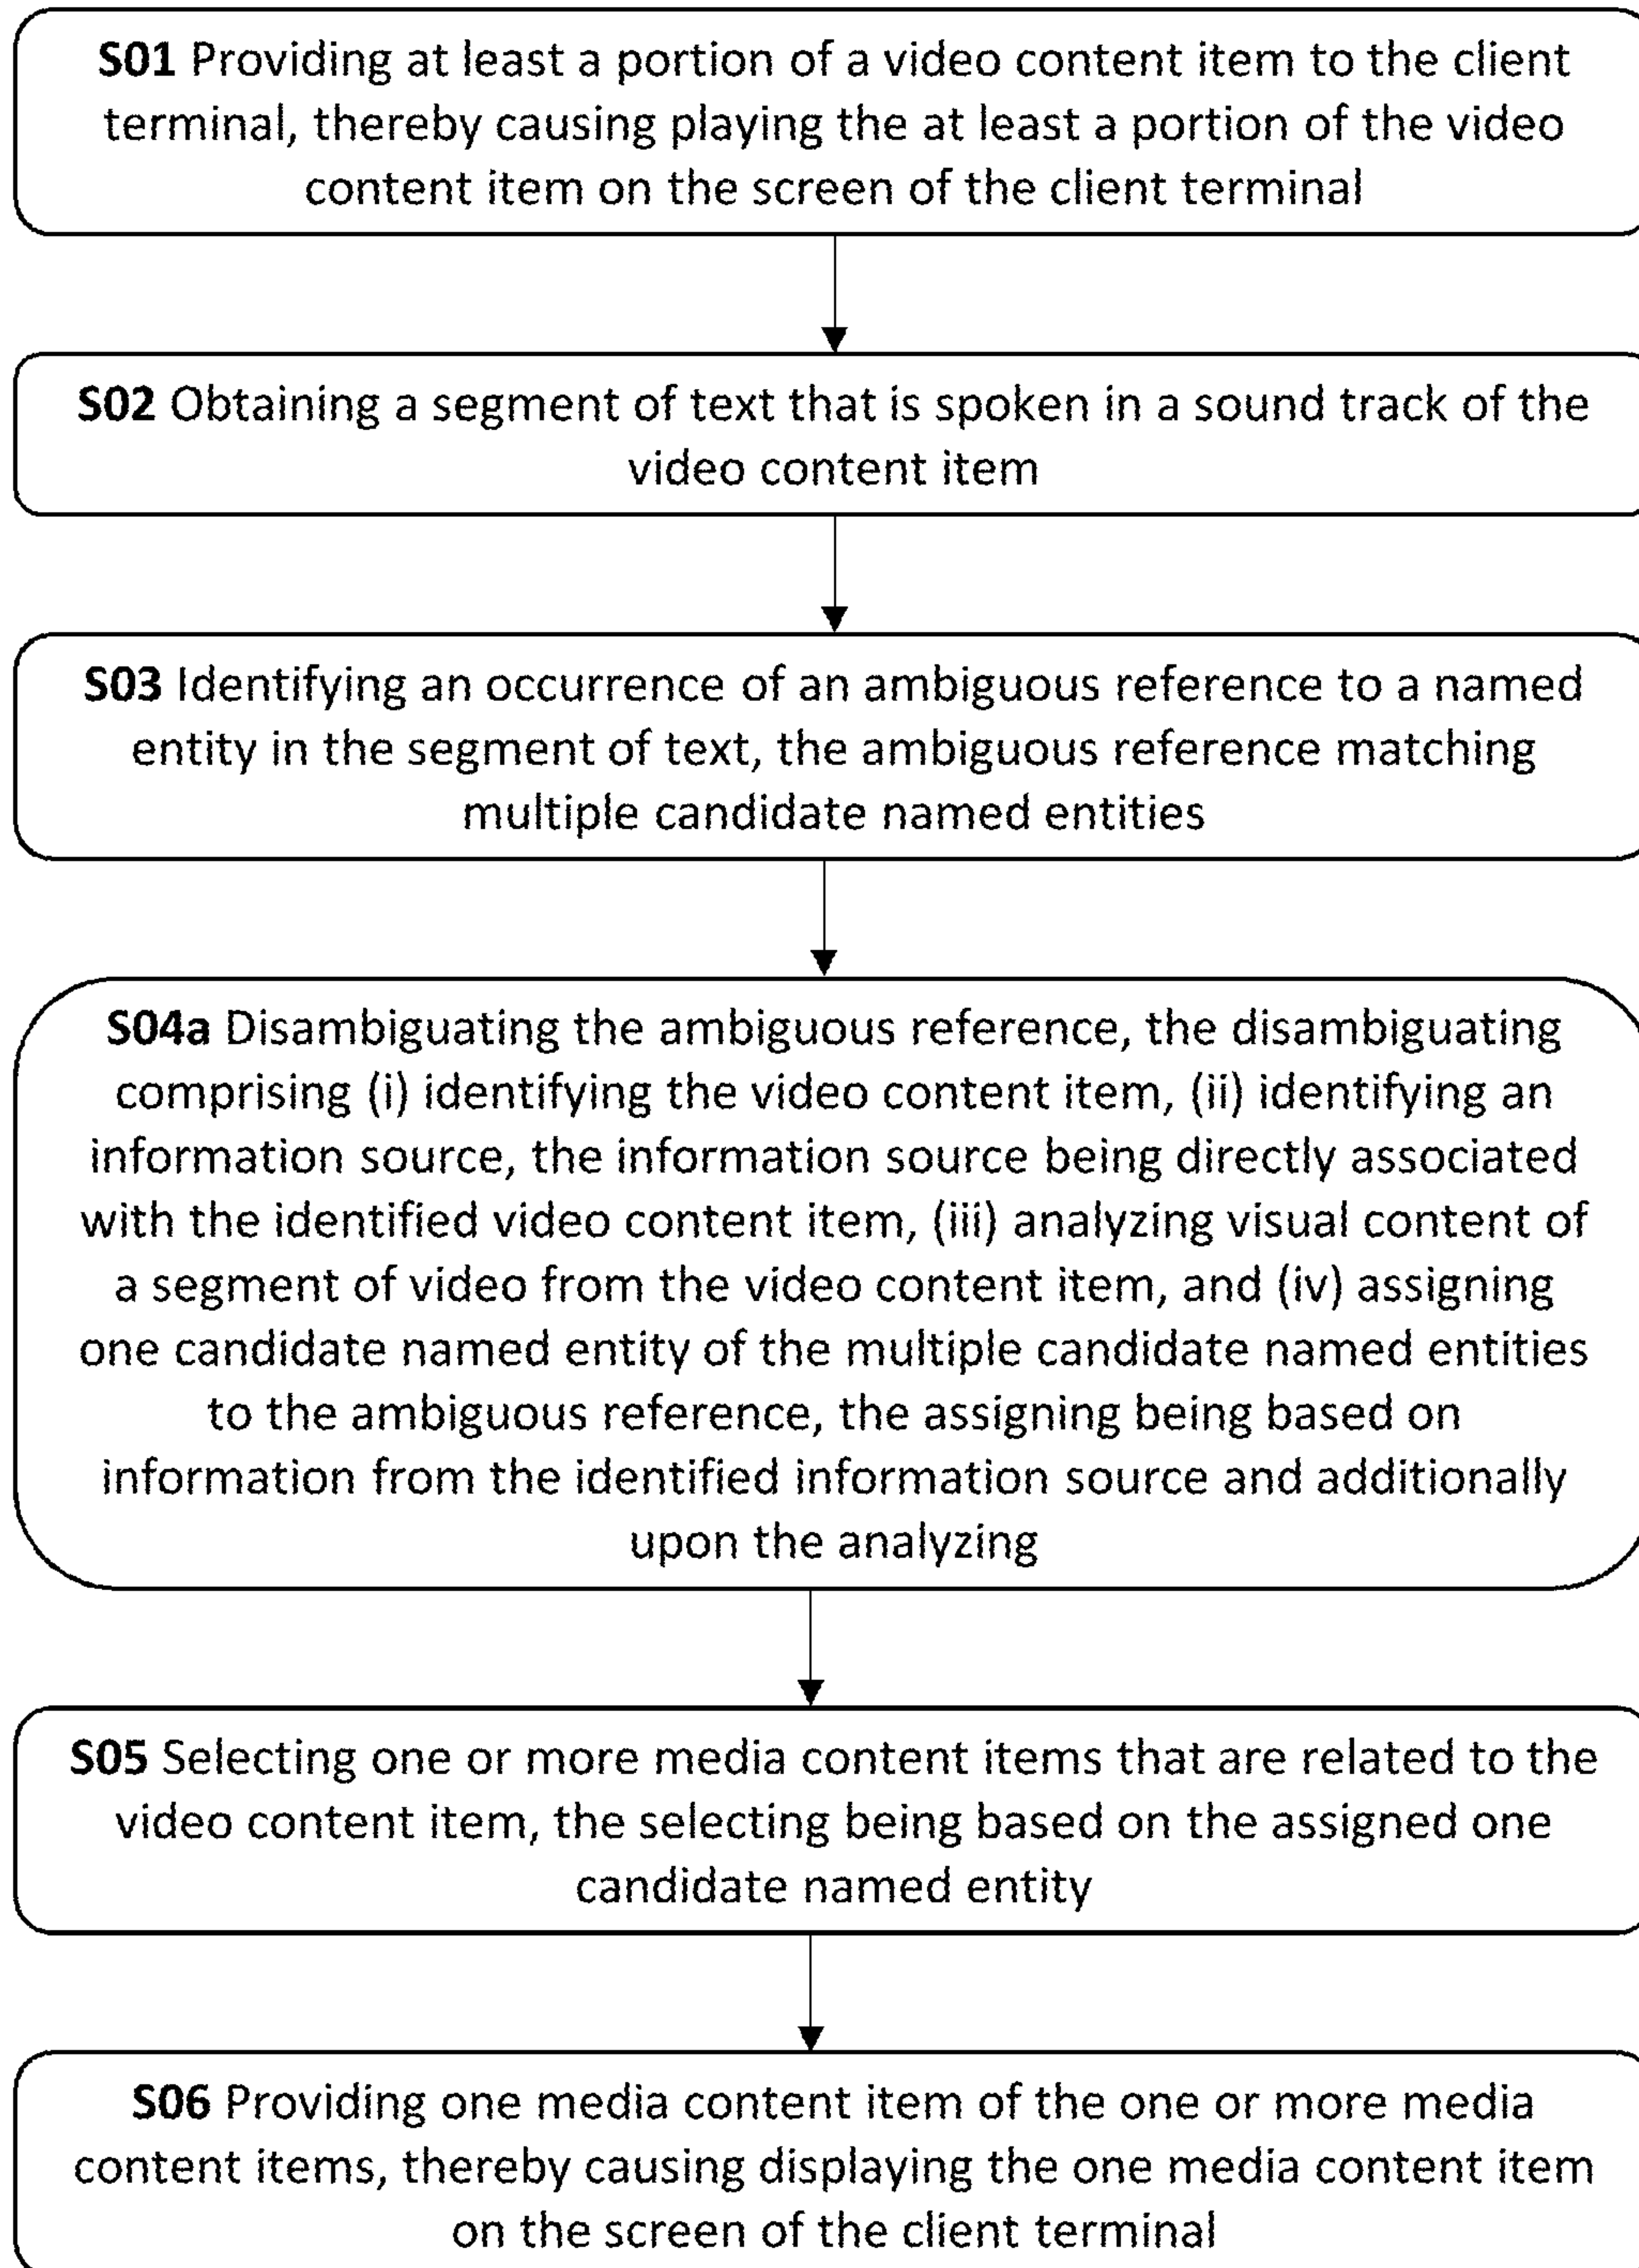 S01 Providing at least a portion of a video content item to the client
terminal, thereby causing playing the at least a portion of the video
content item on the screen of the client terminal
S02 Obtaining a segment of text that is spoken in a sound track of the
video content item
S03 Identifying an occurrence of an ambiguous reference to a named
entity in the segment of text, the ambiguous reference matching
multiple candidate named entities
S04a Disambiguating the ambiguous reference, the disambiguating
comprising (i) identifying the video content item, (ii) identifying an
information source, the information source being directly associated
with the identified video content item, (iii) analyzing visual content of
a segment of video from the video content item, and (iv) assigning
one candidate named entity of the multiple candidate named entities
to the ambiguous reference, the assigning being based on
information from the identified information source and additionally
upon the analyzing
S05 Selecting one or more media content items that are related to the
video content item, the selecting being based on the assigned one
candidate named entity
S06 Providing one media content item of the one or more media
content items, thereby causing displaying the one media content item
on the screen of the client terminal